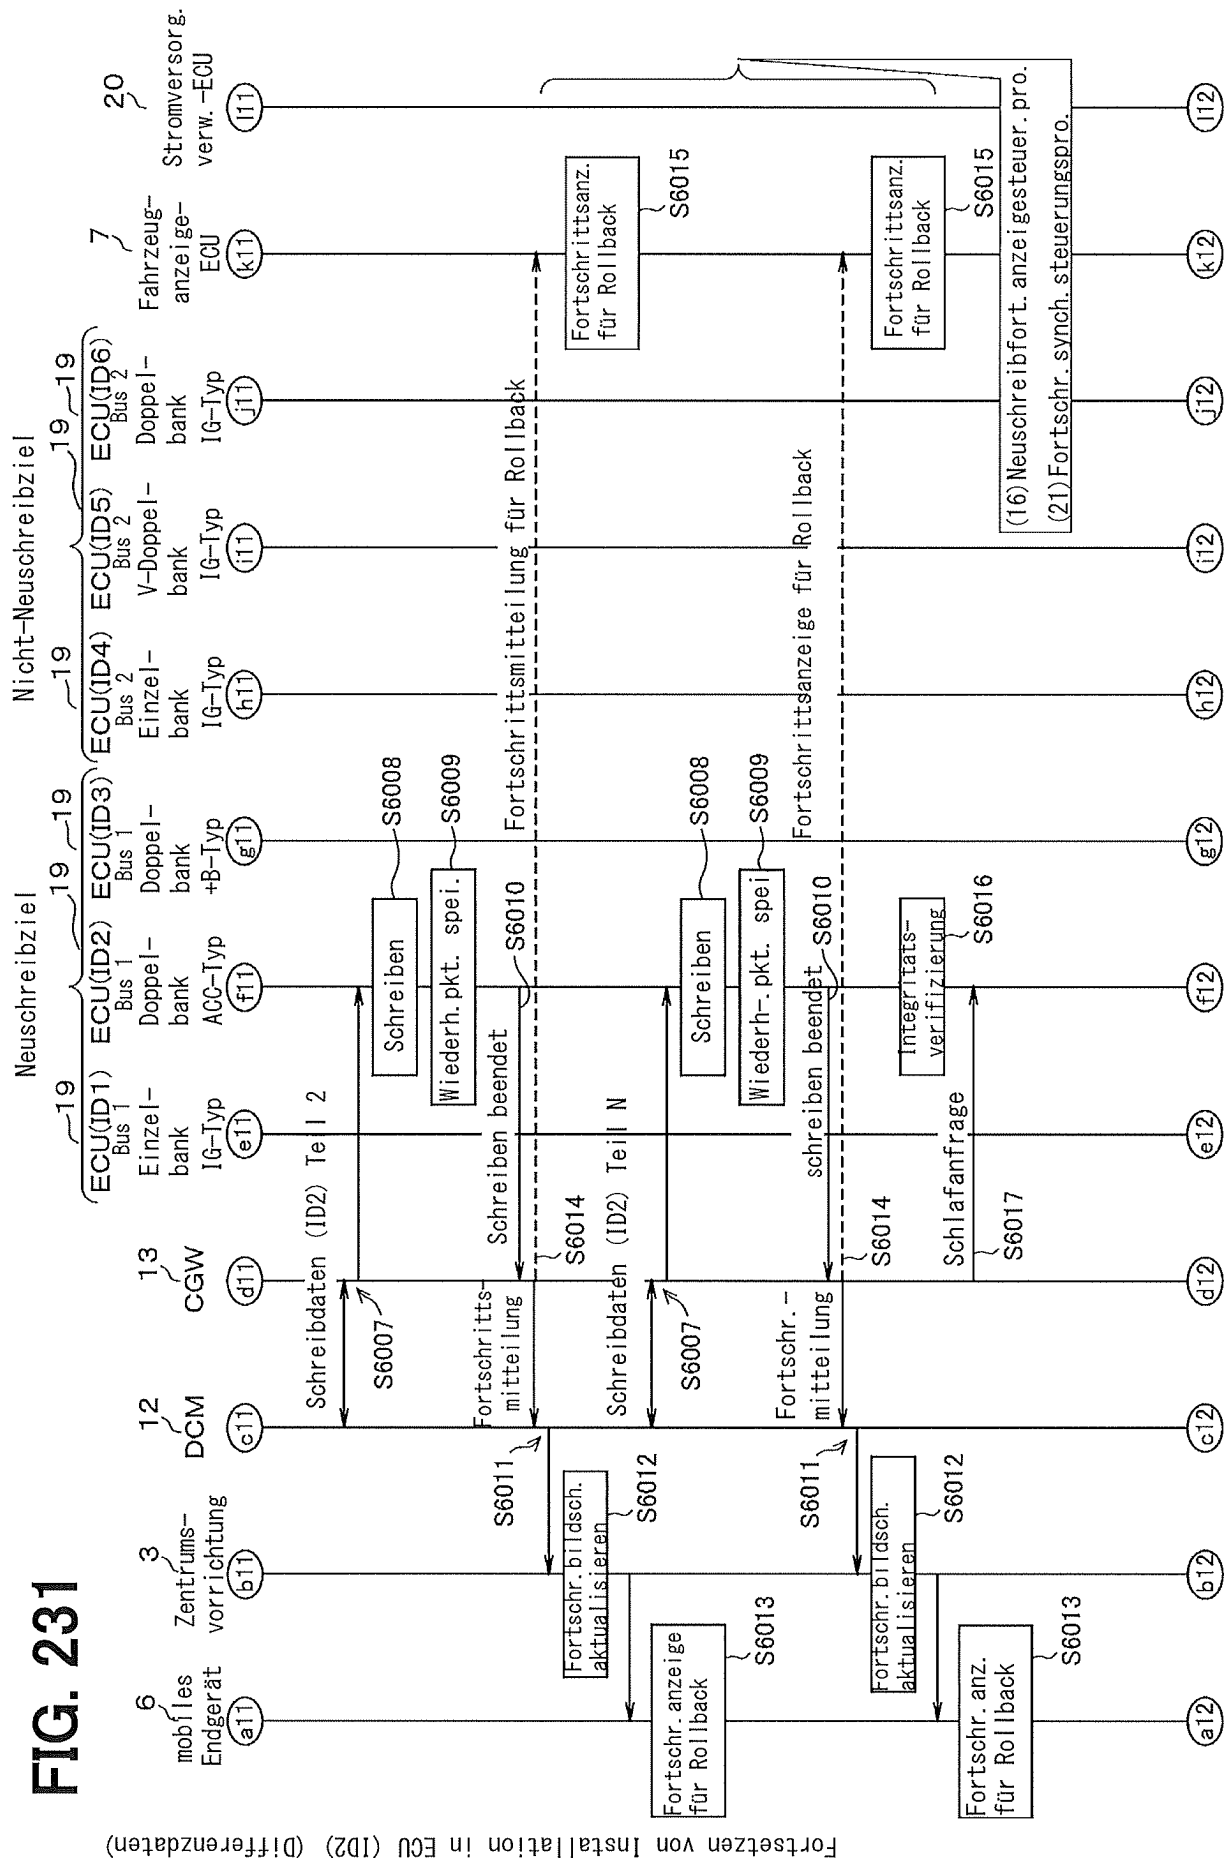 FIG. 231
Fortsetzen von Installation in ECU (ID2) (Differenzdaten)
6
mobiles
Endgerät
a11
3
Zentrums-
vorrichtung
b11
12
DCM
c11
13
CGW
d11
Neuschreibziel
19
ECU(ID1)
Bus 1
Einzel-
bank
IG-Typ
e11
19
ECU(ID2)
Bus 1
Doppel-
bank
ACC-Typ
f11
19
ECU(ID3)
Bus 1
Doppel-
bank
+B-Typ
g11
Nicht-Neuschreibziel
19
ECU(ID4)
Bus 2
Einzel-
bank
IG-Typ
h11
19
ECU(ID5)
Bus 2
V-Doppel-
bank
IG-Typ
i11
19
ECU(ID6)
Bus 2
Doppel-
bank
IG-Typ
j11
7
Fahrzeug-
anzeige-
ECU
k11
20
Stromversorg.
verw.-ECU
l11
Schreibdaten (ID2) Teil 2
S6007
Schreiben
S6008
Wiederh.pkt. spei.
S6009
Schreiben beendet
S6010
Fortschritts-
mitteilung
S6014
Fortschrittsmitteilung für Rollback
S6011
Fortschr.bildsch.
aktualisieren
S6012
Fortschr.anzeige
für Rollback
S6013
Fortschrittsanz.
für Rollback
S6015
Schreibdaten (ID2) Teil N
S6007
Schreiben
S6008
Wiederh-.pkt. spei
S6009
schreiben beendet
S6010
Fortschr.-
mitteilung
S6014
Fortschrittsanzeige für Rollback
S6011
Fortschr.bildsch.
aktualisieren
S6012
Fortschr.anz.
für Rollback
S6013
Fortschrittsanz.
für Rollback
S6015
Integritäts-
verifizierung
S6016
Schlafanfrage
S6017
(16)Neuschreibfort.anzeigesteuer.pro.
(21)Fortschr.synch.steuerungspro.
a12
b12
c12
d12
e12
f12
g12
h12
i12
j12
k12
l12